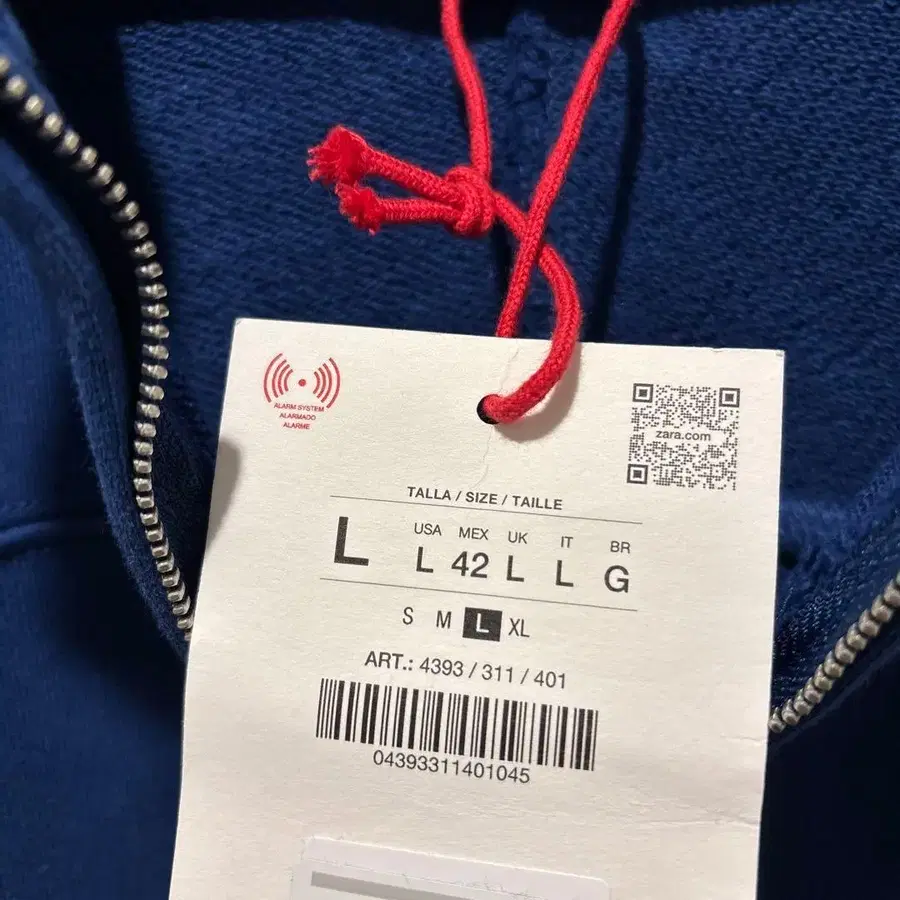 ALARM SYSTEM
ALARMADO
ALARME
zara.com
TALLA / SIZE / TAILLE
USA MEX UK IT BR
L L 42 L L G
S M L XL
ART.: 4393 / 311 / 401
04393311401045